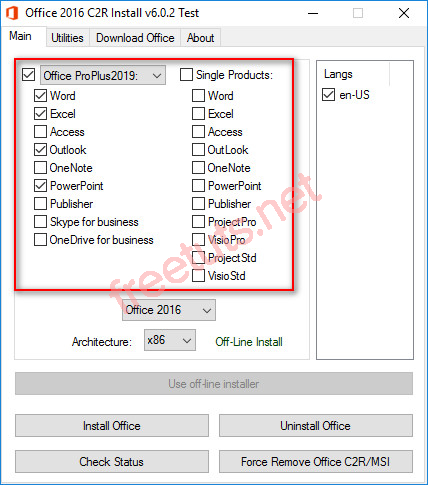 Office 2016 C2R Install v6.0.2 Test
Main Utilities Download Office About
Office ProPlus2019:
Word
Excel
Access
Outlook
OneNote
PowerPoint
Publisher
Skype for business
OneDrive for business
Single Products:
Word
Excel
Access
OutLook
OneNote
PowerPoint
Publisher
ProjectPro
VisioPro
ProjectStd
VisioStd
Langs
en-US
freetuts.net
Office 2016
Architecture: x86 Off-Line Install
Use off-line installer
Install Office Uninstall Office
Check Status Force Remove Office C2R/MSI